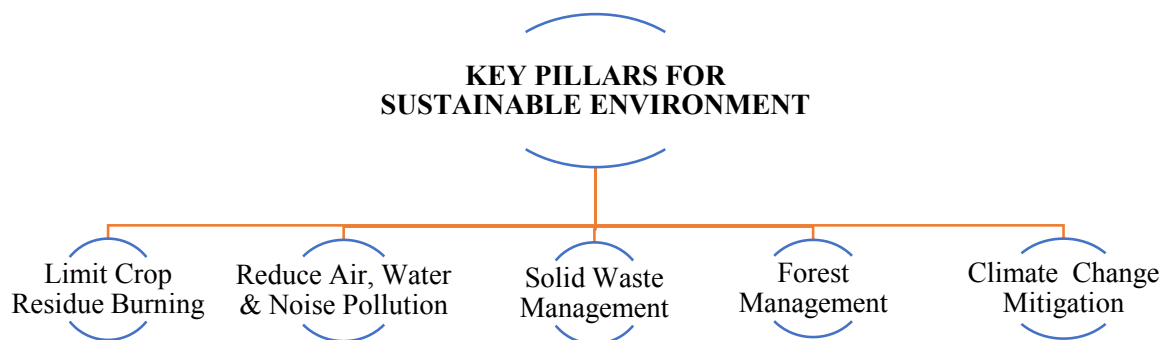 KEY PILLARS FOR
SUSTAINABLE ENVIRONMENT
Limit Crop
Residue Burning
Reduce Air, Water
& Noise Pollution
Solid Waste
Management
Forest
Management
Climate Change
Mitigation